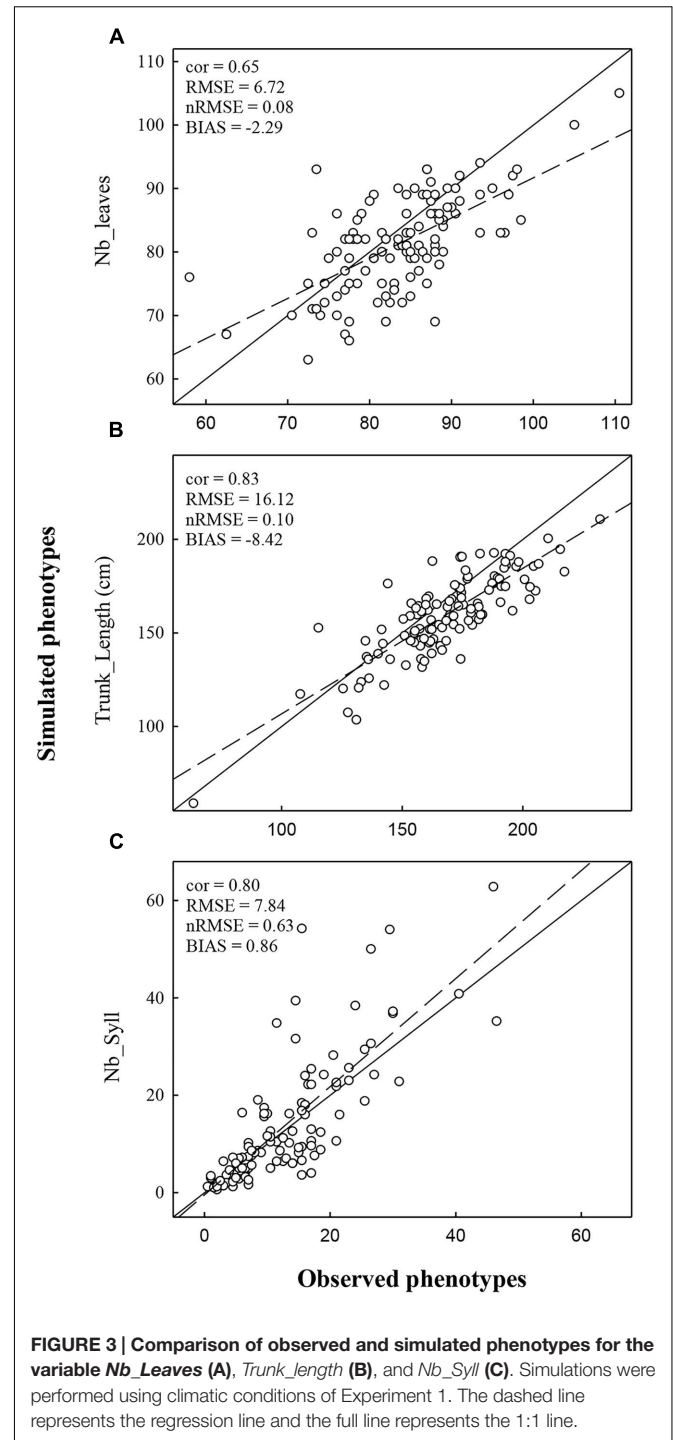 A
cor = 0.65
RMSE = 6.72
nRMSE = 0.08
BIAS = -2.29
110
100
90
80
70
60
Nb_leaves
60 70 80 90 100 110
B
cor = 0.83
RMSE = 16.12
nRMSE = 0.10
BIAS = -8.42
200
150
100
Trunk_Length (cm)
Simulated phenotypes
100 150 200
C
cor = 0.80
RMSE = 7.84
nRMSE = 0.63
BIAS = 0.86
60
40
20
0
Nb_Syll
0 20 40 60
Observed phenotypes
FIGURE 3 | Comparison of observed and simulated phenotypes for the
variable Nb_Leaves (A), Trunk_length (B), and Nb_Syll (C). Simulations were
performed using climatic conditions of Experiment 1. The dashed line
represents the regression line and the full line represents the 1:1 line.